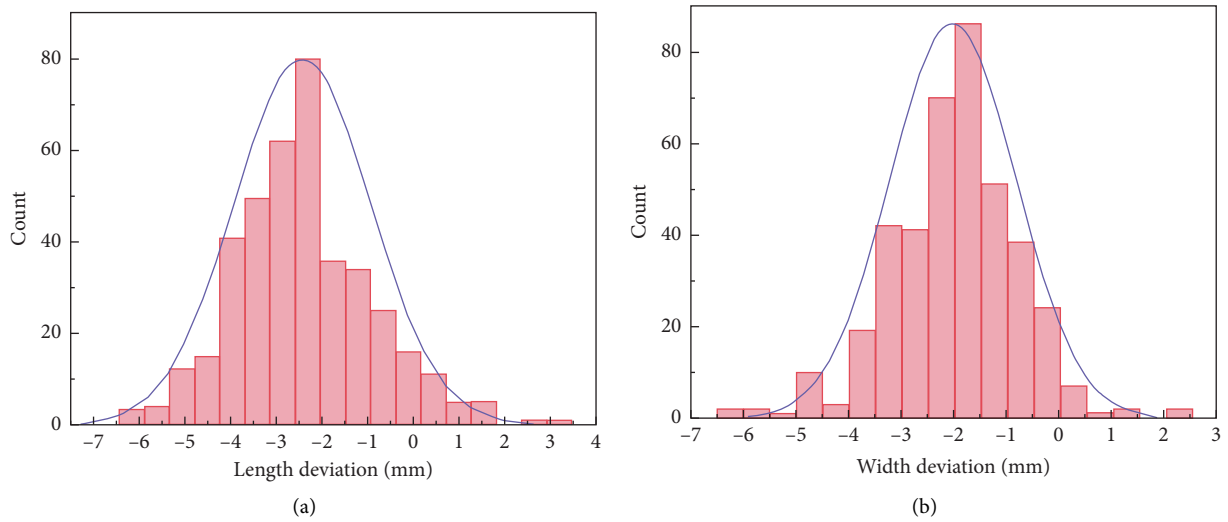 80
60
40
20
0
Count
–7 –6 –5 –4 –3 –2 –1 0 1 2 3 4
Length deviation (mm)
(a)
80
60
40
20
0
Count
–7 –6 –5 –4 –3 –2 –1 0 1 2 3
Width deviation (mm)
(b)